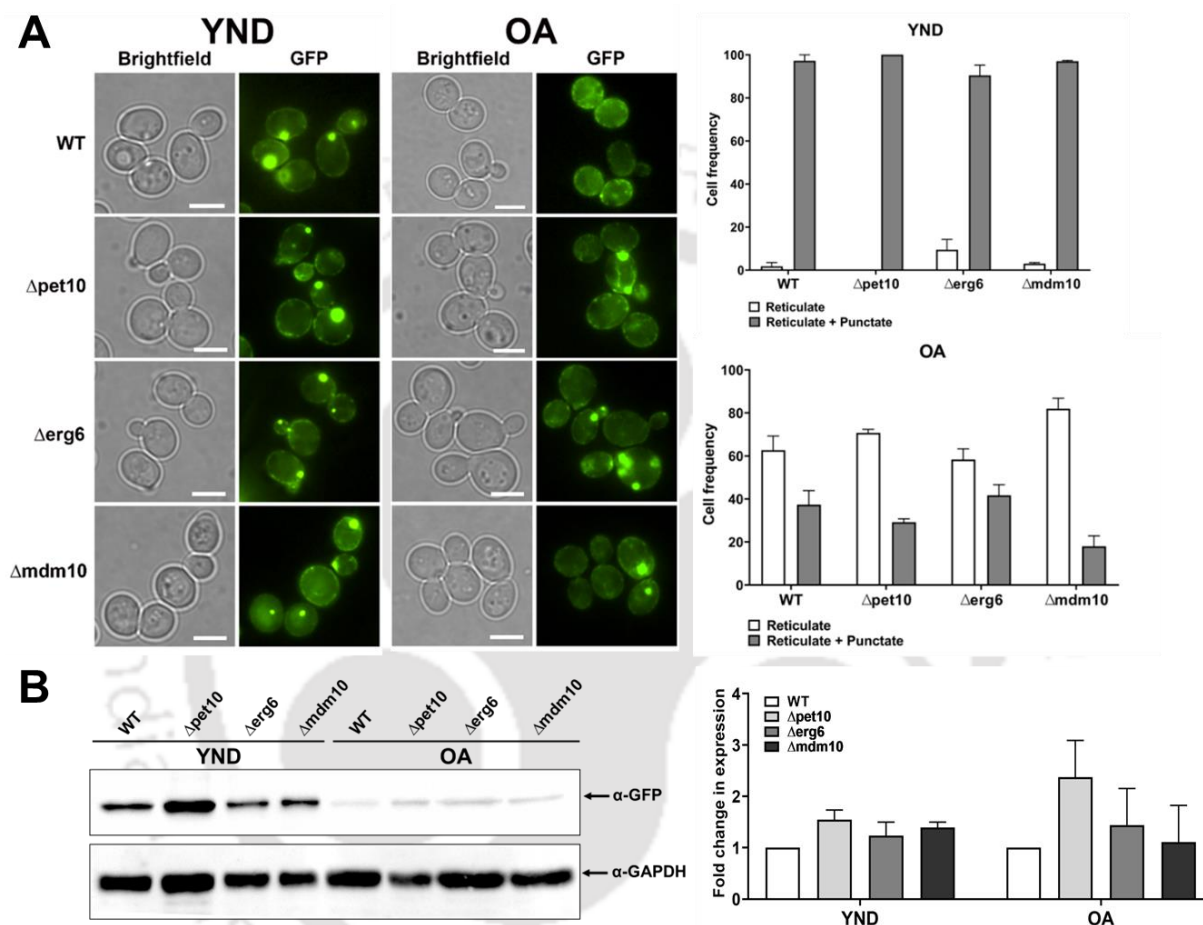 A
YND
OA
Brightfield
GFP
Brightfield
GFP
WT
Δpet10
Δerg6
Δmdm10
YND
Cell frequency
100
80
60
40
20
0
WT
Δpet10
Δerg6
Δmdm10
Reticulate
Reticulate + Punctate
OA
Cell frequency
100
80
60
40
20
0
WT
Δpet10
Δerg6
Δmdm10
Reticulate
Reticulate + Punctate
B
WT
Δpet10
Δerg6
Δmdm10
WT
Δpet10
Δerg6
Δmdm10
YND
OA
α-GFP
α-GAPDH
Fold change in expression
4
3
2
1
0
WT
Δpet10
Δerg6
Δmdm10
YND
OA